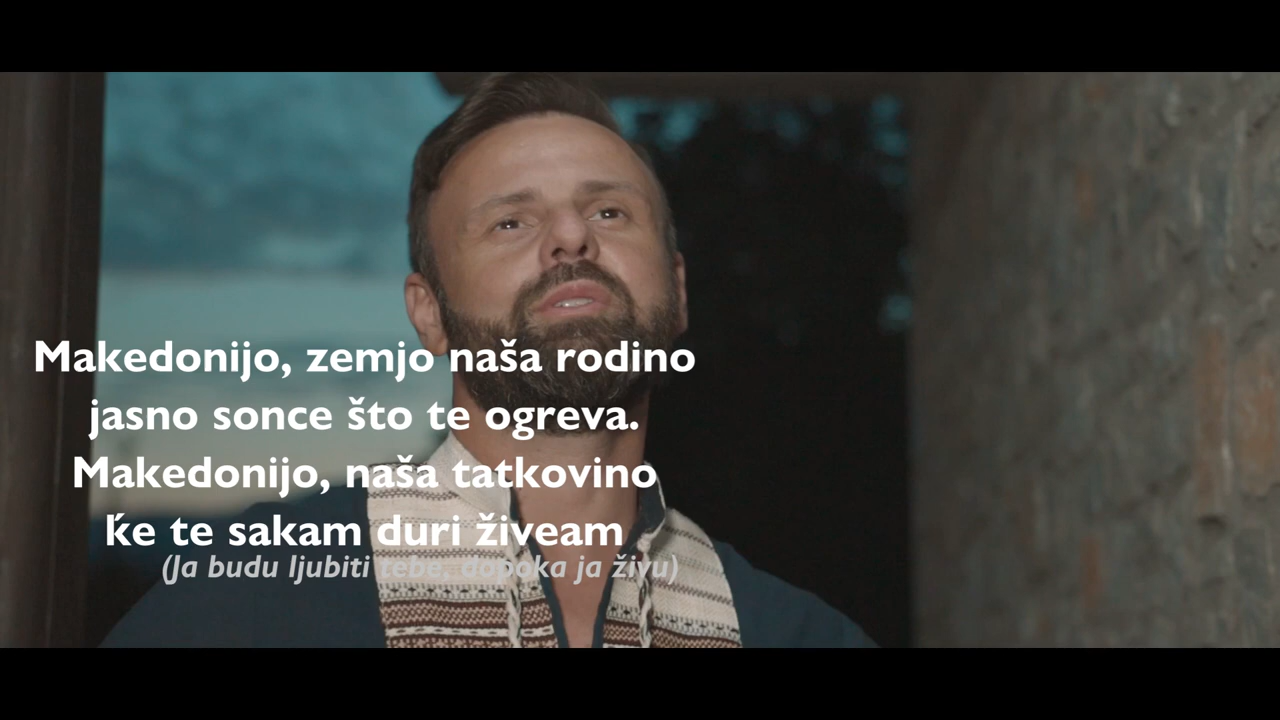 Makedonijo, zemjo naša rodino
jasno sonce što te ogreva.
Makedonijo, naša tatkovino
ḱe te sakam duri živeam
(Ja budu ljubiti tebe, dopoka ja živu)